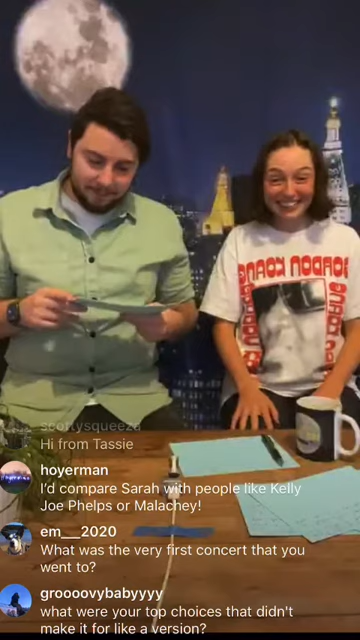 scottysqueeza
Hi from Tassie
hoyerman
I'd compare Sarah with people like Kelly
Joe Phelps or Malachey!
em__2020
What was the very first concert that you
went to?
groooovybabyyyy
what were your top choices that didn't
make it for like a version?